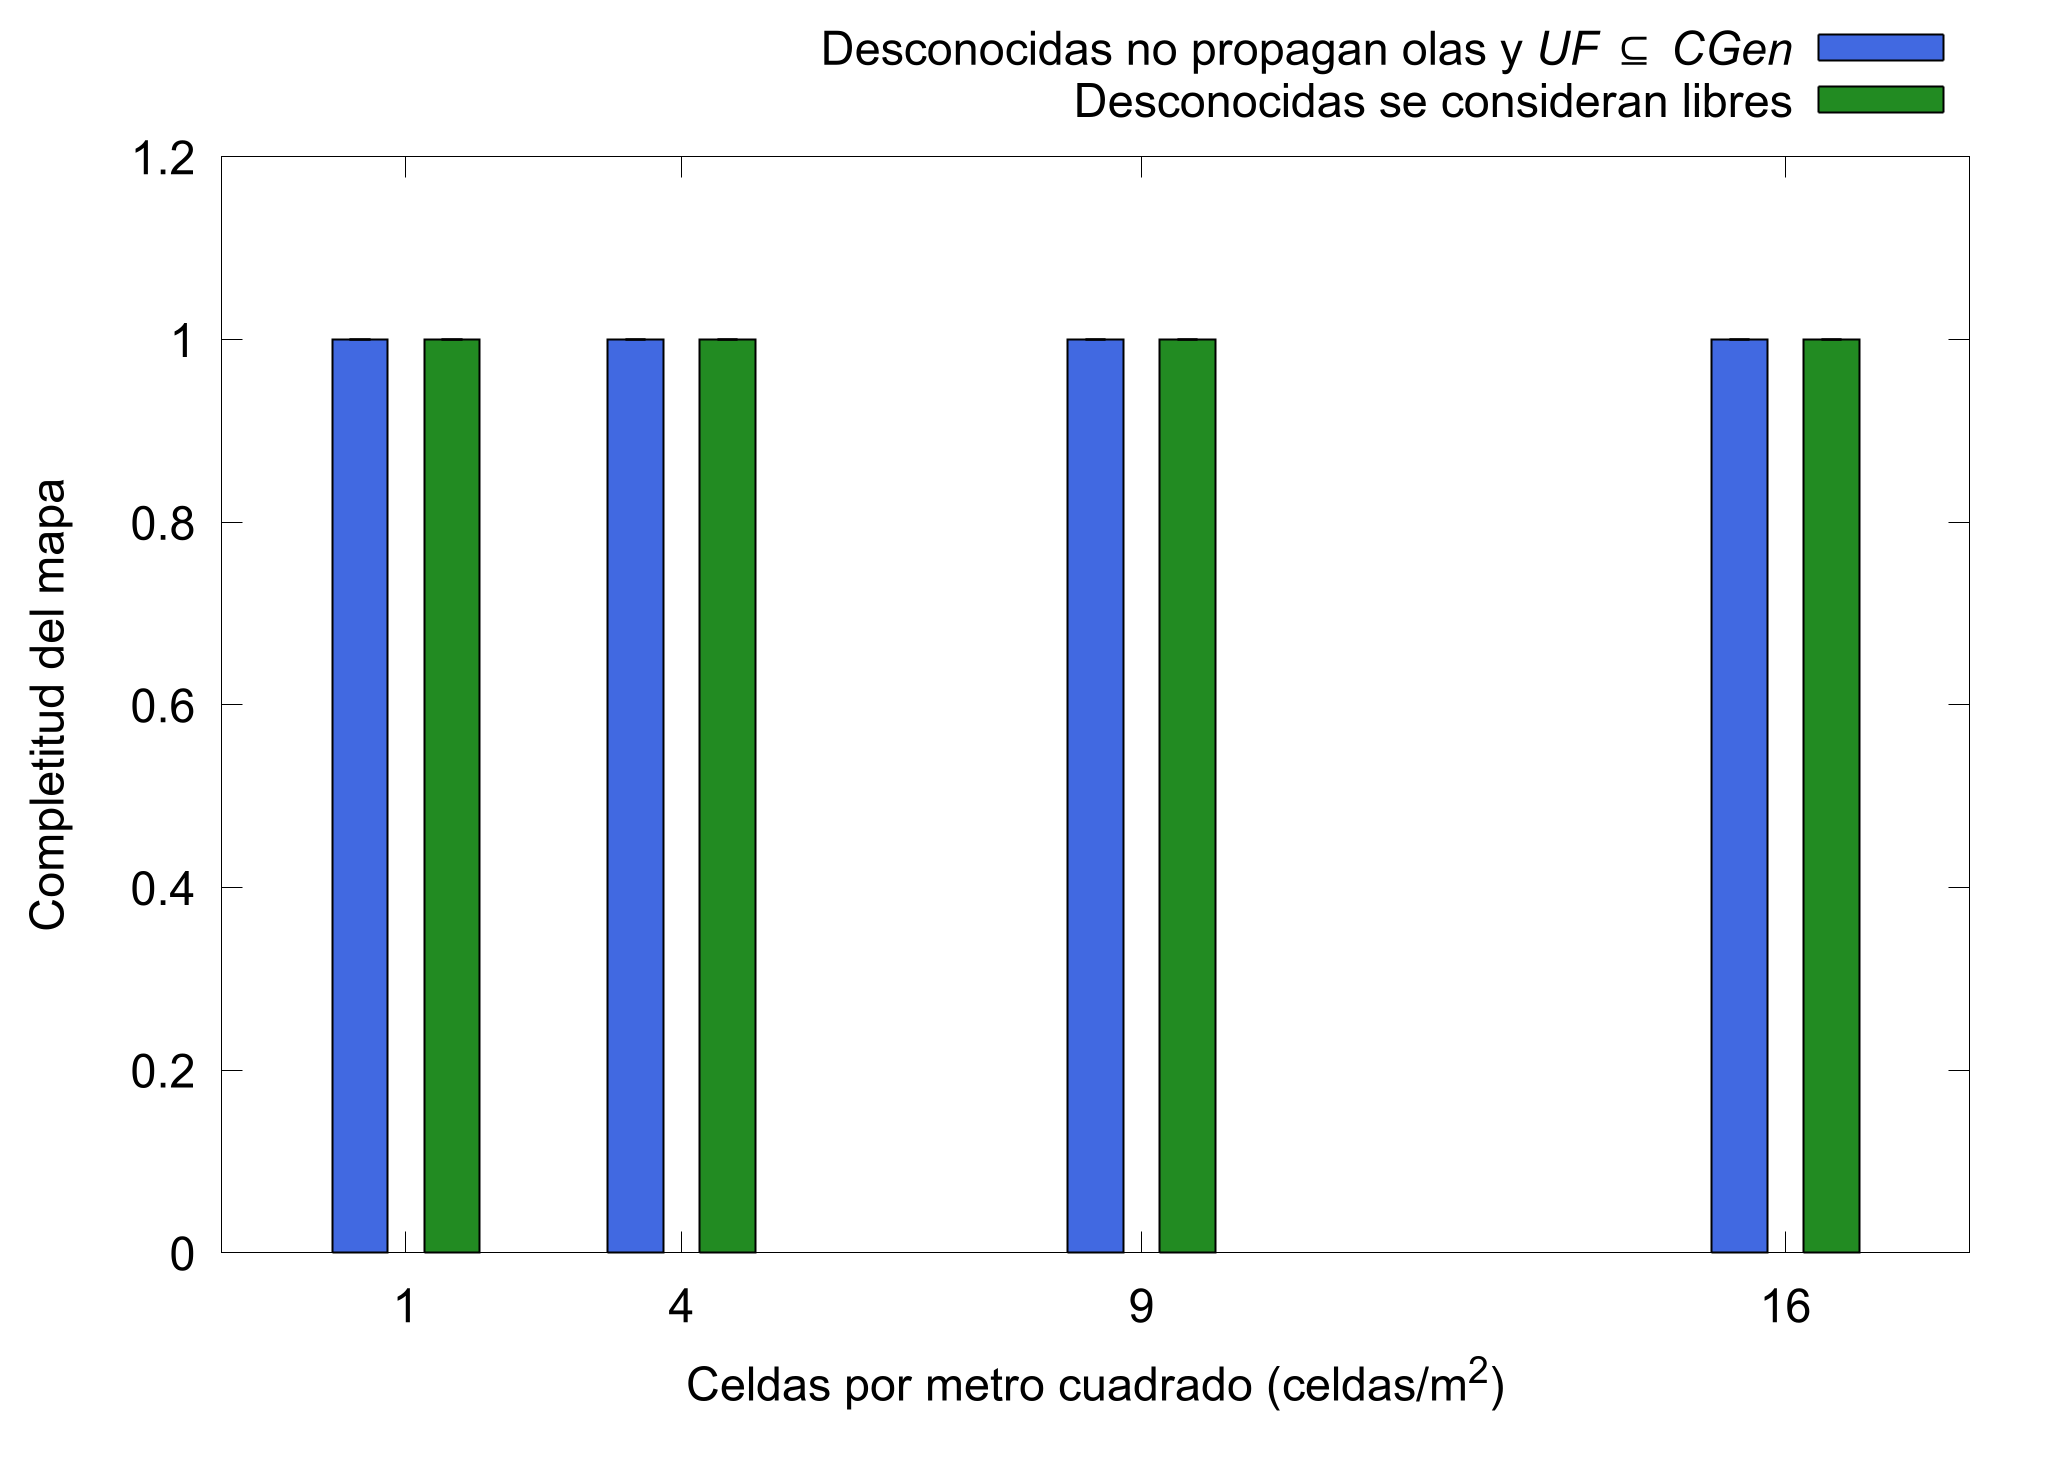 Desconocidas no propagan olas y UF ⊆ CGen
Desconocidas se consideran libres
1.2
1
0.8
0.6
0.4
0.2
0
Completitud del mapa
1 4 9 16
Celdas por metro cuadrado (celdas/m²)